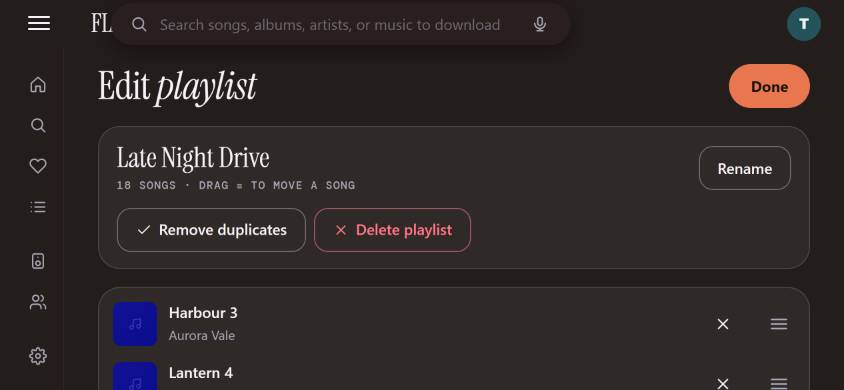 FL
Search songs, albums, artists, or music to download
T
Edit playlist
Done
Late Night Drive
Rename
18 SONGS · DRAG ≡ TO MOVE A SONG
Remove duplicates
Delete playlist
Harbour 3
Aurora Vale
Lantern 4